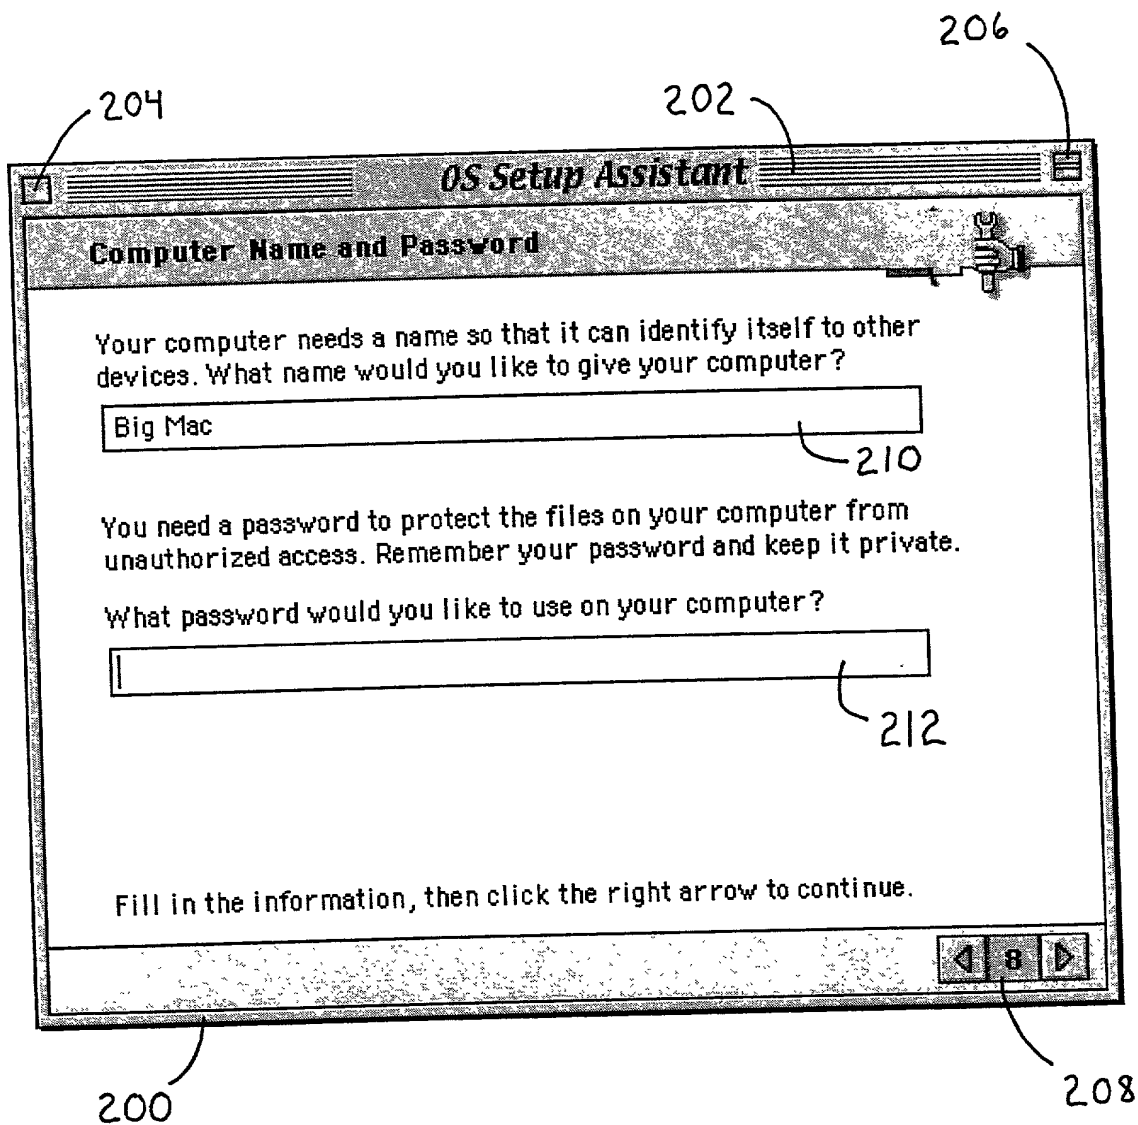 206
204
202
OS Setup Assistant
Computer Name and Password
Your computer needs a name so that it can identify itself to other
devices. What name would you like to give your computer?
Big Mac
210
You need a password to protect the files on your computer from
unauthorized access. Remember your password and keep it private.
What password would you like to use on your computer?
212
Fill in the information, then click the right arrow to continue.
8
200
208